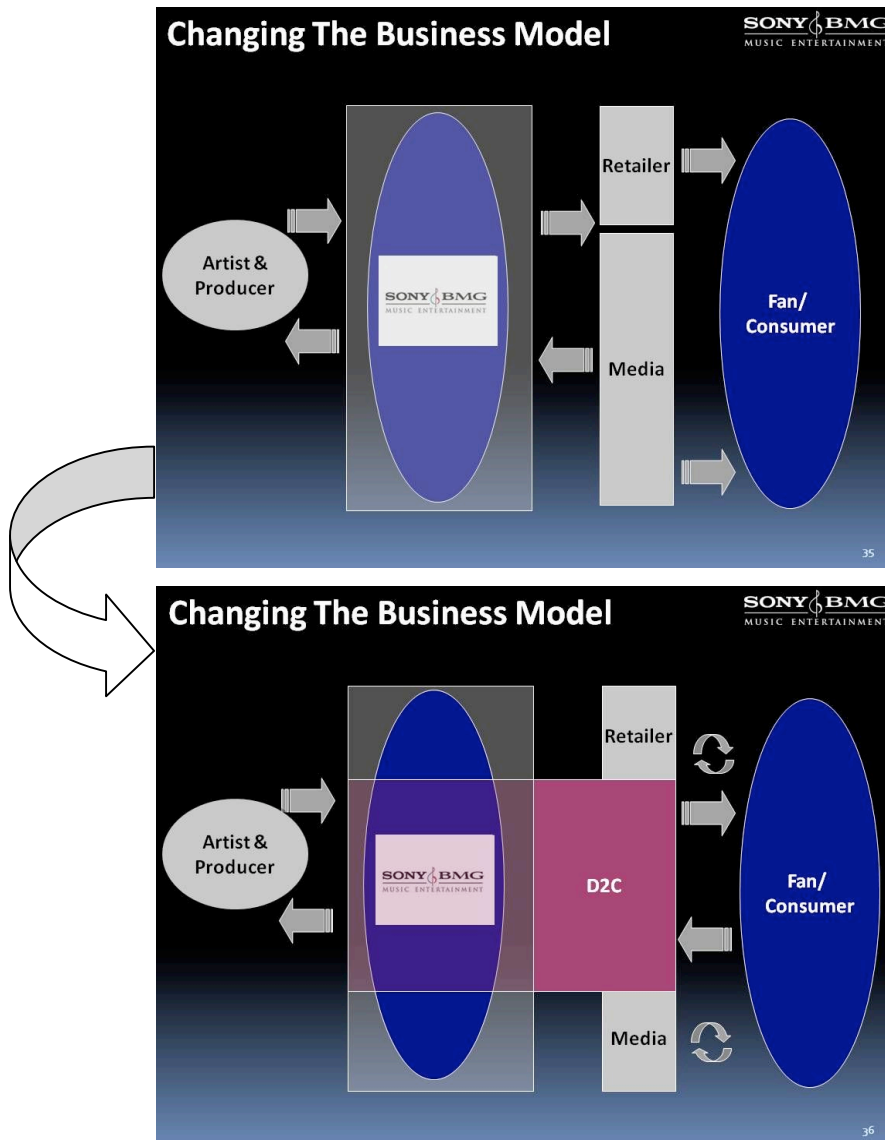 Changing The Business Model
SONY BMG
MUSIC ENTERTAINMENT
Retailer
Artist &
Producer
SONY BMG
MUSIC ENTERTAINMENT
Fan/
Consumer
Media
35
Changing The Business Model
SONY BMG
MUSIC ENTERTAINMENT
Retailer
Artist &
Producer
SONY BMG
MUSIC ENTERTAINMENT
D2C
Fan/
Consumer
Media
36